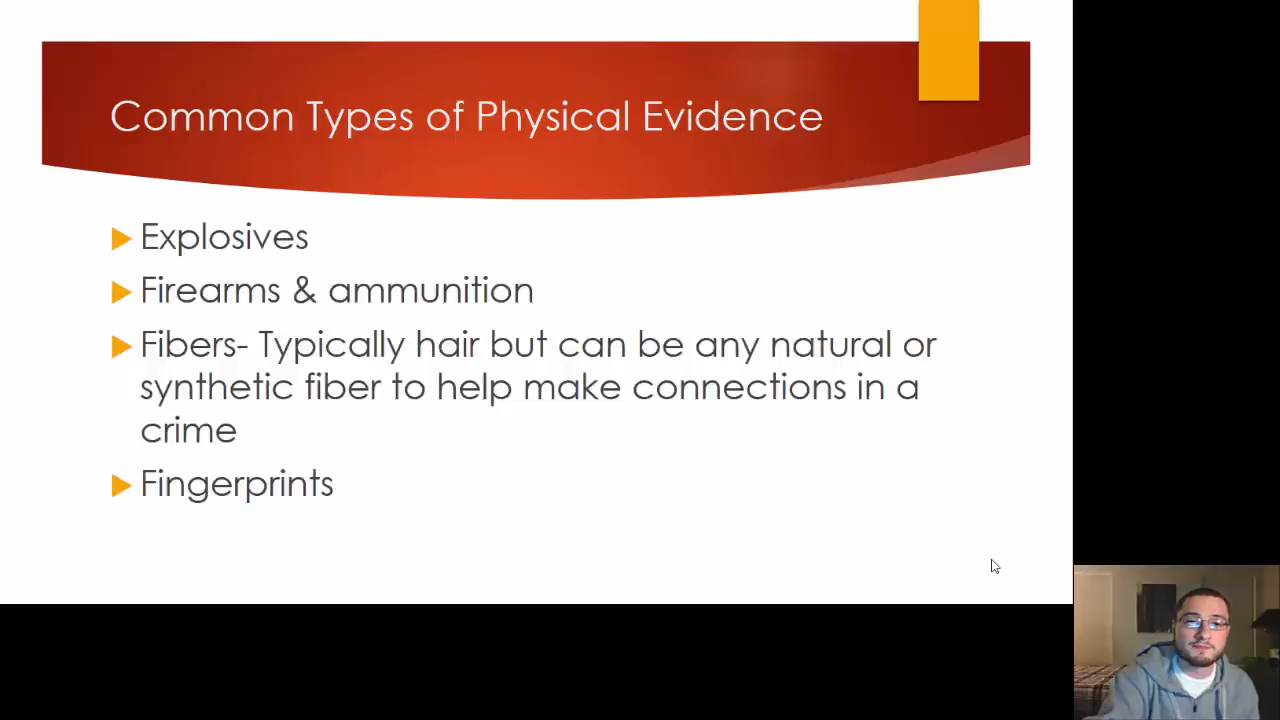 Common Types of Physical Evidence
Explosives
Firearms & ammunition
Fibers- Typically hair but can be any natural or
synthetic fiber to help make connections in a
crime
Fingerprints